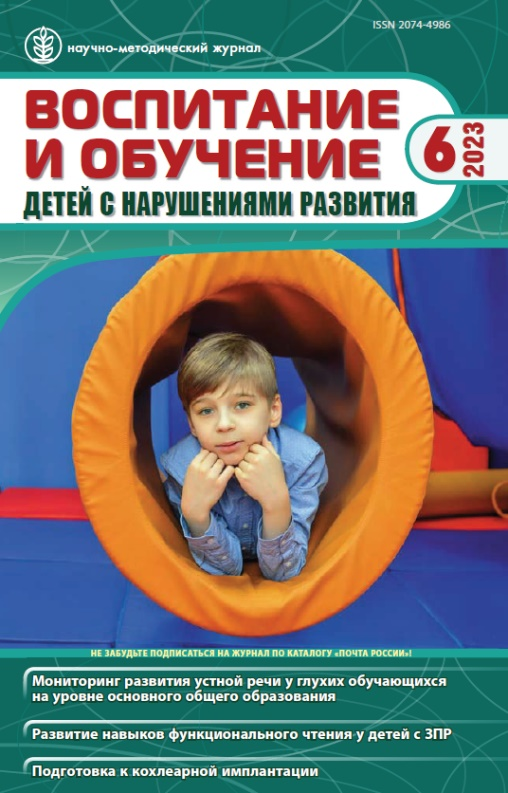 ISSN 2074-4986
научно-методический журнал
ВОСПИТАНИЕ
И ОБУЧЕНИЕ
6
2023
ДЕТЕЙ С НАРУШЕНИЯМИ РАЗВИТИЯ
НЕ ЗАБУДЬТЕ ПОДПИСАТЬСЯ НА ЖУРНАЛ ПО КАТАЛОГУ «ПОЧТА РОССИИ»!
Мониторинг развития устной речи у глухих обучающихся
на уровне основного общего образования
Развитие навыков функционального чтения у детей с ЗПР
Подготовка к кохлеарной имплантации